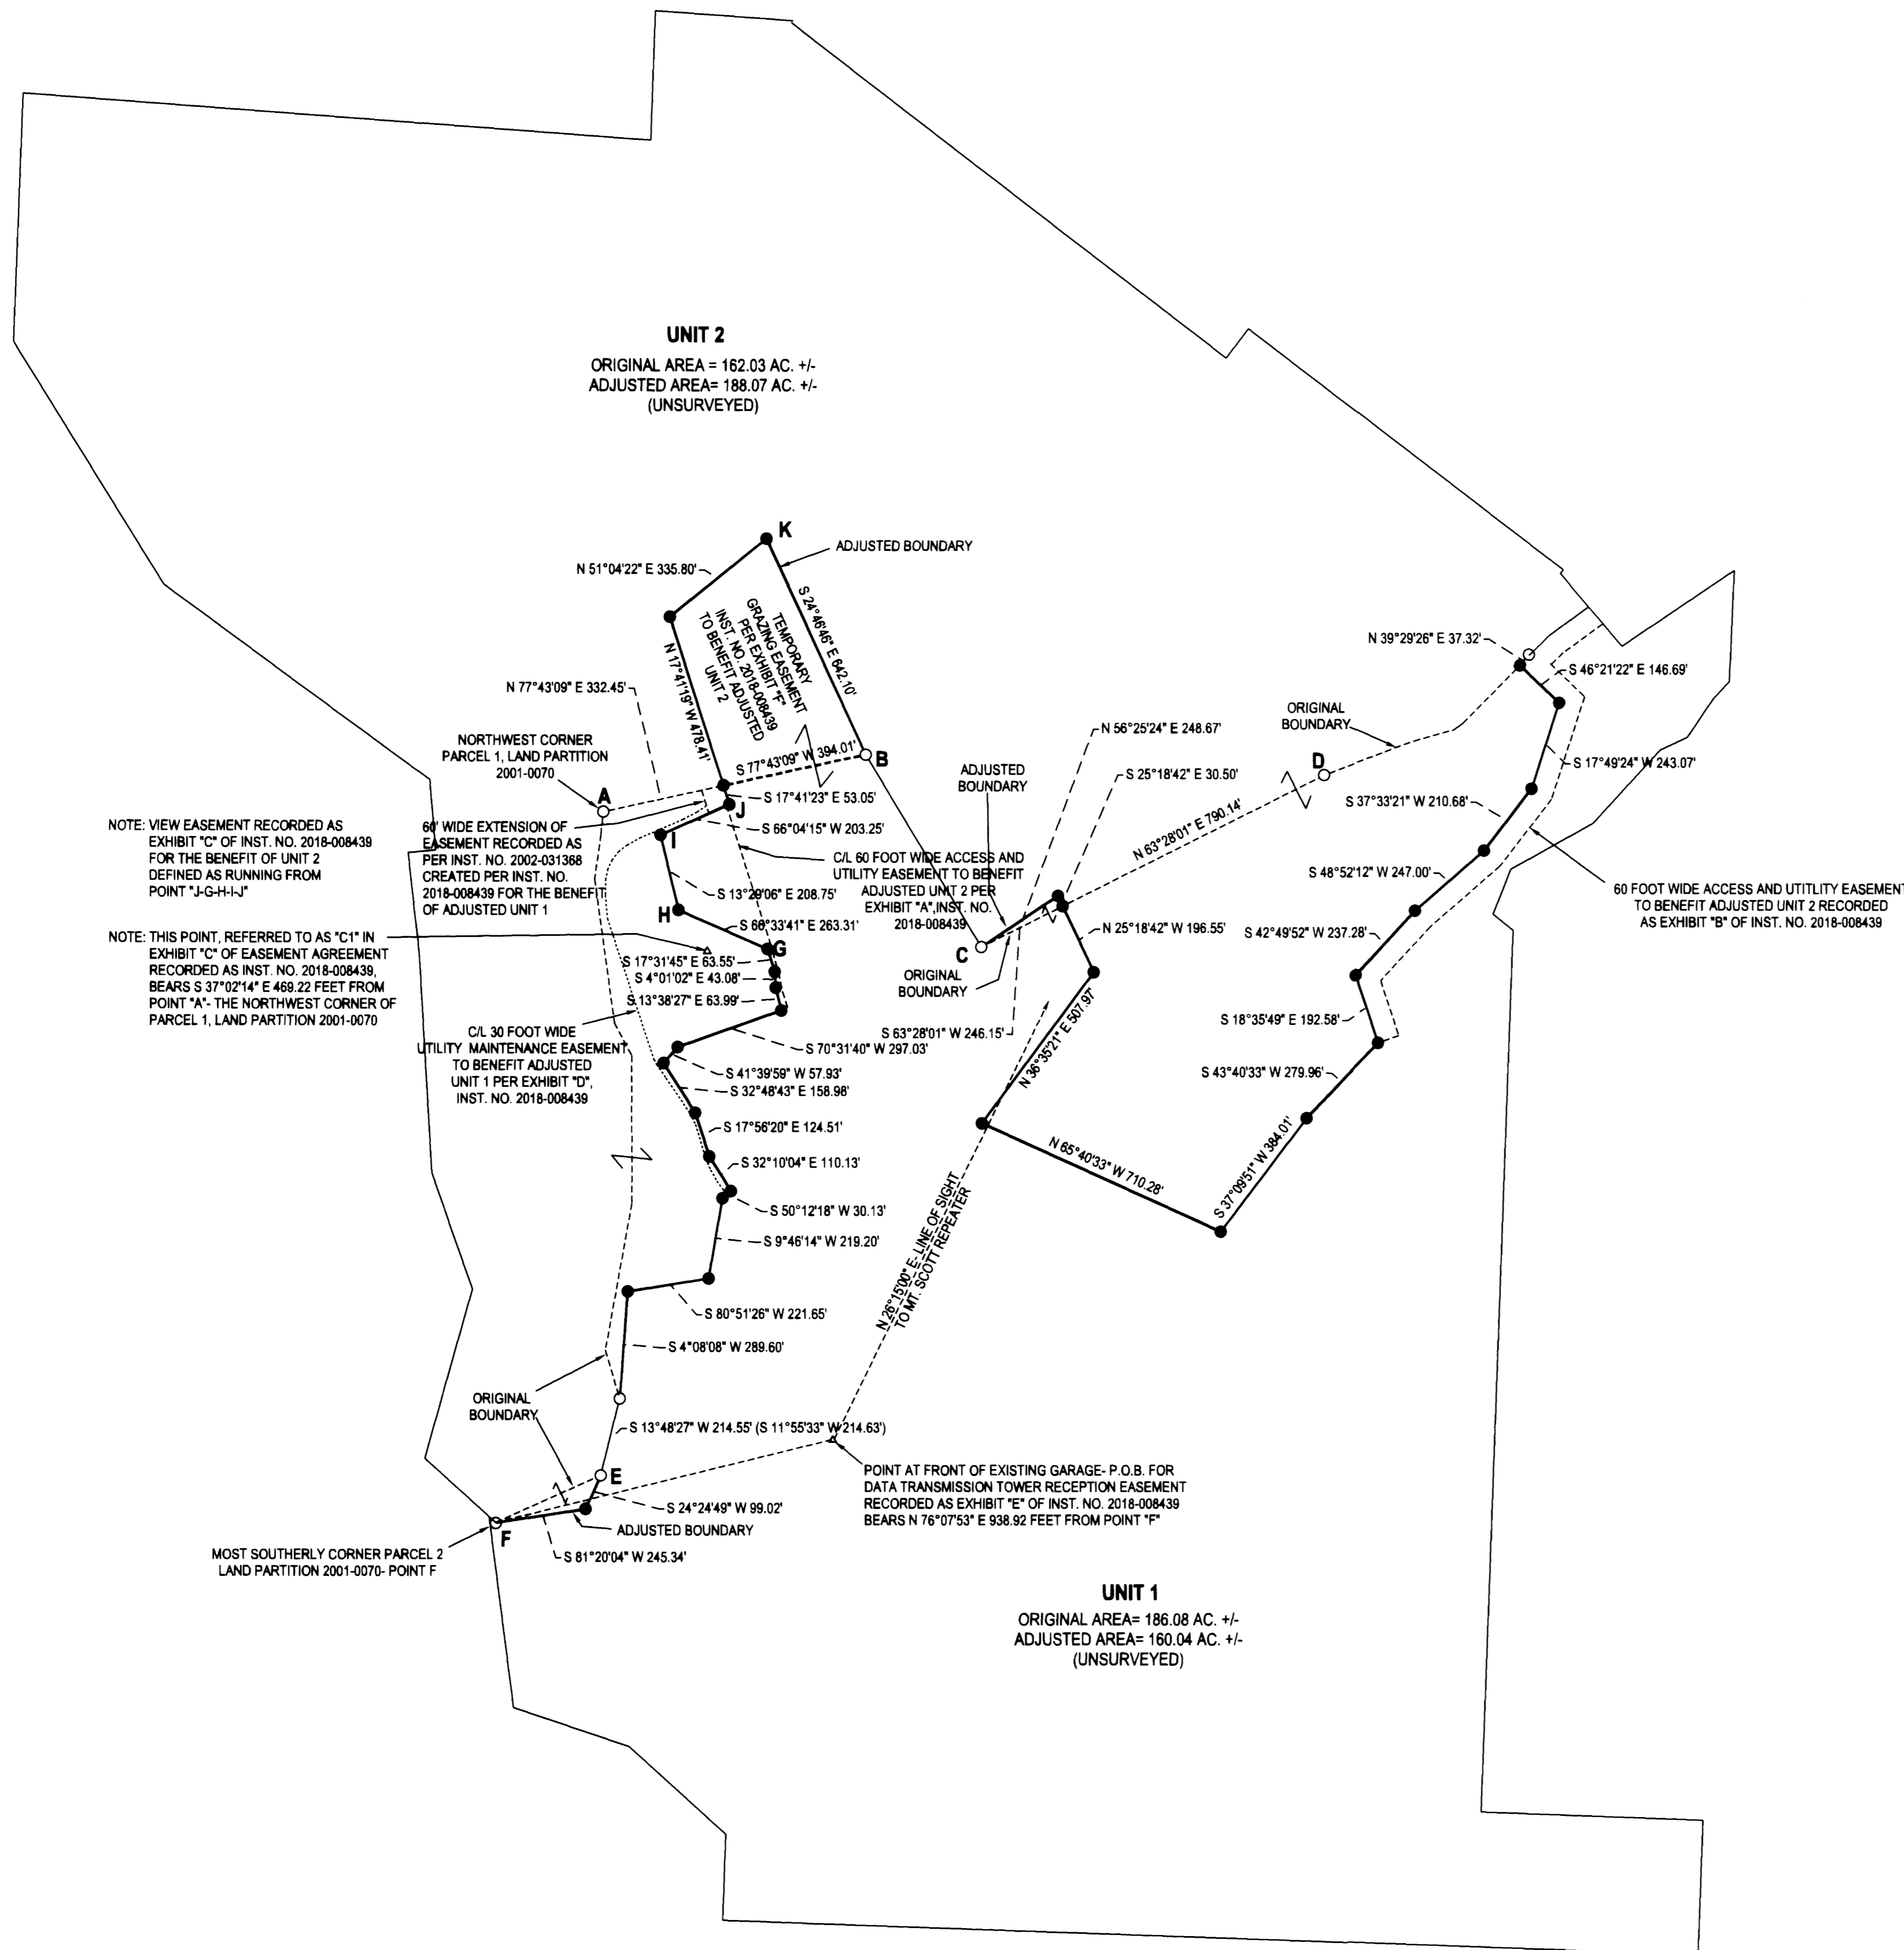 UNIT 2
ORIGINAL AREA = 162.03 AC. +/-
ADJUSTED AREA= 188.07 AC. +/-
(UNSURVEYED)
K
ADJUSTED BOUNDARY
N 51°04'22" E 335.80'
S 24°46'46" E 642.10'
TEMPORARY
GRAZING EASEMENT
PER EXHIBIT "F"
INST. NO. 2018-008439
TO BENEFIT ADJUSTED
UNIT 2
N 17°41'19" W 478.41'
N 77°43'09" E 332.45'
S 77°43'09" W 394.01'
B
NORTHWEST CORNER
PARCEL 1, LAND PARTITION
2001-0070
A
S 17°41'23" E 53.05'
J
NOTE: VIEW EASEMENT RECORDED AS
EXHIBIT "C" OF INST. NO. 2018-008439
FOR THE BENEFIT OF UNIT 2
DEFINED AS RUNNING FROM
POINT "J-G-H-I-J"
60' WIDE EXTENSION OF
EASEMENT RECORDED AS
PER INST. NO. 2002-031368
CREATED PER INST. NO.
2018-008439 FOR THE BENEFIT
OF ADJUSTED UNIT 1
S 66°04'15" W 203.25'
I
C/L 60 FOOT WIDE ACCESS AND
UTILITY EASEMENT TO BENEFIT
ADJUSTED UNIT 2 PER
EXHIBIT "A",INST. NO.
2018-008439
S 13°29'06" E 208.75'
H
S 66°33'41" E 263.31'
G
NOTE: THIS POINT, REFERRED TO AS "C1" IN
EXHIBIT "C" OF EASEMENT AGREEMENT
RECORDED AS INST. NO. 2018-008439,
BEARS S 37°02'14" E 469.22 FEET FROM
POINT "A"- THE NORTHWEST CORNER OF
PARCEL 1, LAND PARTITION 2001-0070
S 17°31'45" E 63.55'
S 4°01'02" E 43.08'
S 13°38'27" E 63.99'
C/L 30 FOOT WIDE
UTILITY MAINTENANCE EASEMENT
TO BENEFIT ADJUSTED
UNIT 1 PER EXHIBIT "D",
INST. NO. 2018-008439
S 70°31'40" W 297.03'
S 41°39'59" W 57.93'
S 32°48'43" E 158.98'
S 17°56'20" E 124.51'
S 32°10'04" E 110.13'
S 50°12'18" W 30.13'
S 9°46'14" W 219.20'
S 80°51'26" W 221.65'
S 4°08'08" W 289.60'
ORIGINAL
BOUNDARY
S 13°48'27" W 214.55' (S 11°55'33" W 214.63')
E
S 24°24'49" W 99.02'
ADJUSTED BOUNDARY
F
S 81°20'04" W 245.34'
MOST SOUTHERLY CORNER PARCEL 2
LAND PARTITION 2001-0070- POINT F
POINT AT FRONT OF EXISTING GARAGE- P.O.B. FOR
DATA TRANSMISSION TOWER RECEPTION EASEMENT
RECORDED AS EXHIBIT "E" OF INST. NO. 2018-008439
BEARS N 76°07'53" E 938.92 FEET FROM POINT "F"
N 26°15'00" E- LINE OF SIGHT
TO MT. SCOTT REPEATER
ADJUSTED
BOUNDARY
N 56°25'24" E 248.67'
S 25°18'42" E 30.50'
N 63°28'01" E 790.14'
C
ORIGINAL
BOUNDARY
N 25°18'42" W 196.55'
S 63°28'01" W 246.15'
N 36°35'21" E 507.97'
N 65°40'33" W 710.28'
S 37°09'51" W 384.01'
S 43°40'33" W 279.96'
S 18°35'49" E 192.58'
S 42°49'52" W 237.28'
S 48°52'12" W 247.00'
S 37°33'21" W 210.68'
S 17°49'24" W 243.07'
S 46°21'22" E 146.69'
N 39°29'26" E 37.32'
ORIGINAL
BOUNDARY
D
60 FOOT WIDE ACCESS AND UTITLITY EASEMENT
TO BENEFIT ADJUSTED UNIT 2 RECORDED
AS EXHIBIT "B" OF INST. NO. 2018-008439
UNIT 1
ORIGINAL AREA= 186.08 AC. +/-
ADJUSTED AREA= 160.04 AC. +/-
(UNSURVEYED)